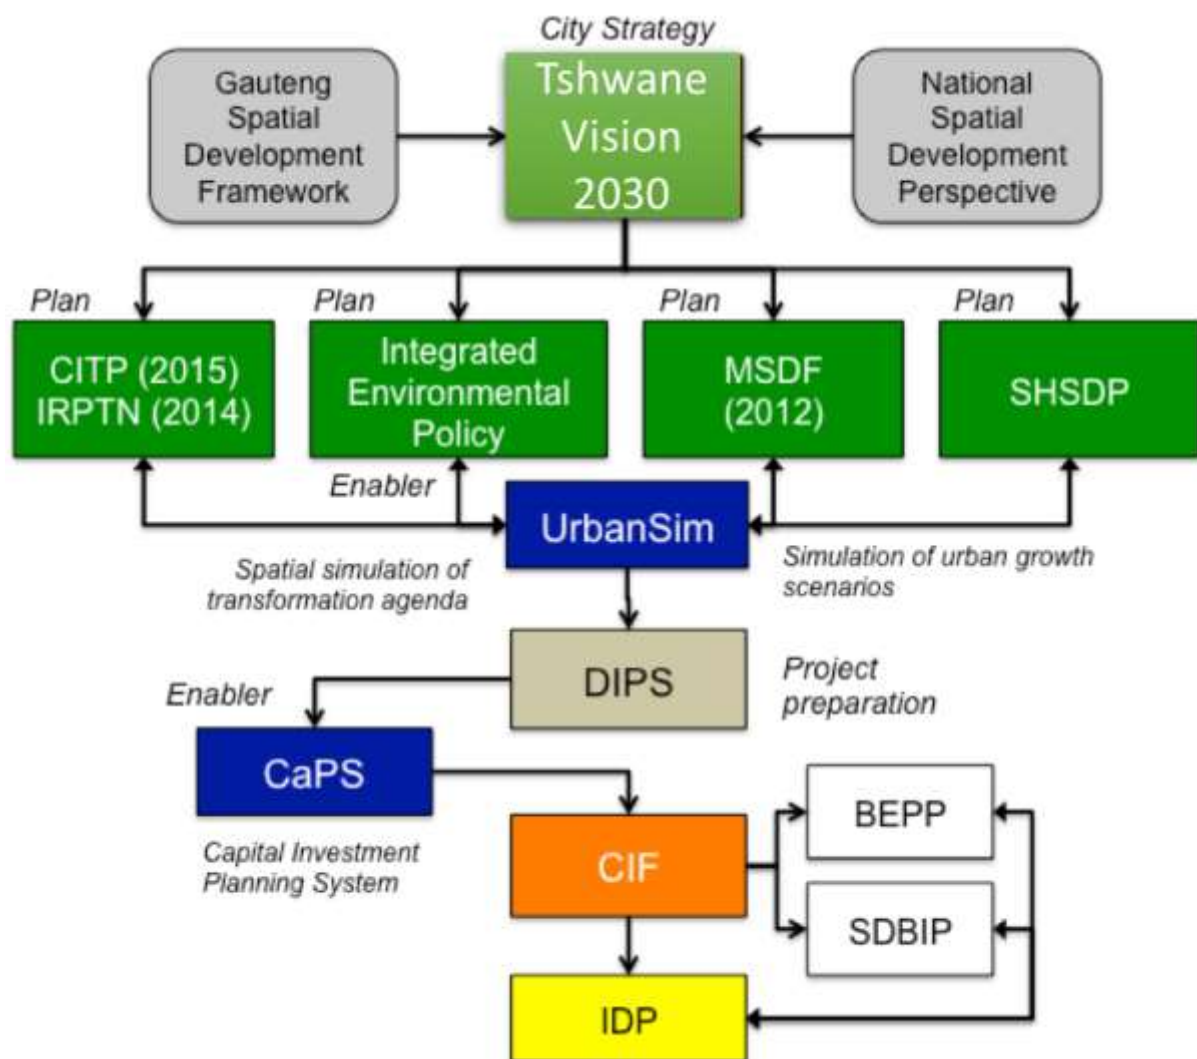 City Strategy
Gauteng
Spatial
Development
Framework
Tshwane
Vision
2030
National
Spatial
Development
Perspective
Plan
Plan
Plan
Plan
CITP (2015)
IRPTN (2014)
Integrated
Environmental
Policy
MSDF
(2012)
SHSDP
Enabler
UrbanSim
Spatial simulation of
transformation agenda
Simulation of urban growth
scenarios
DIPS
Project
preparation
Enabler
CaPS
Capital Investment
Planning System
CIF
BEPP
SDBIP
IDP